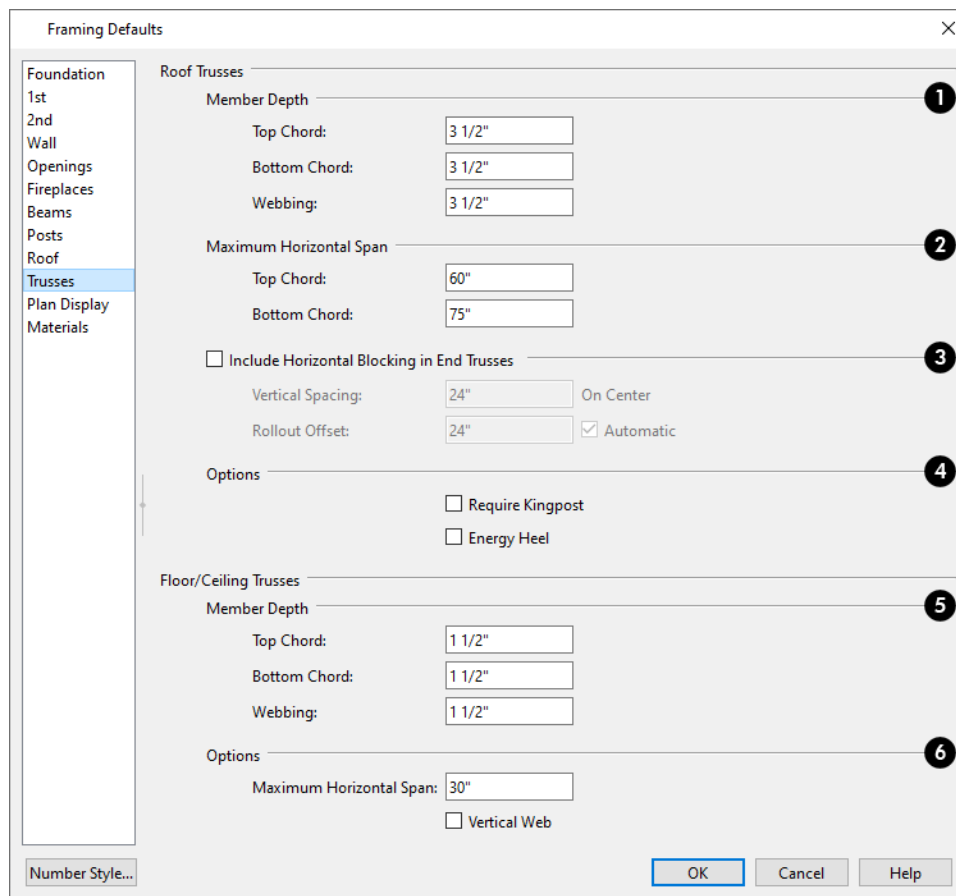 Framing Defaults
Foundation
1st
2nd
Wall
Openings
Fireplaces
Beams
Posts
Roof
Trusses
Plan Display
Materials
Roof Trusses
Member Depth 1
Top Chord: 3 1/2"
Bottom Chord: 3 1/2"
Webbing: 3 1/2"
Maximum Horizontal Span 2
Top Chord: 60"
Bottom Chord: 75"
Include Horizontal Blocking in End Trusses 3
Vertical Spacing: 24" On Center
Rollout Offset: 24" Automatic
Options 4
Require Kingpost
Energy Heel
Floor/Ceiling Trusses
Member Depth 5
Top Chord: 1 1/2"
Bottom Chord: 1 1/2"
Webbing: 1 1/2"
Options 6
Maximum Horizontal Span: 30"
Vertical Web
Number Style... OK Cancel Help